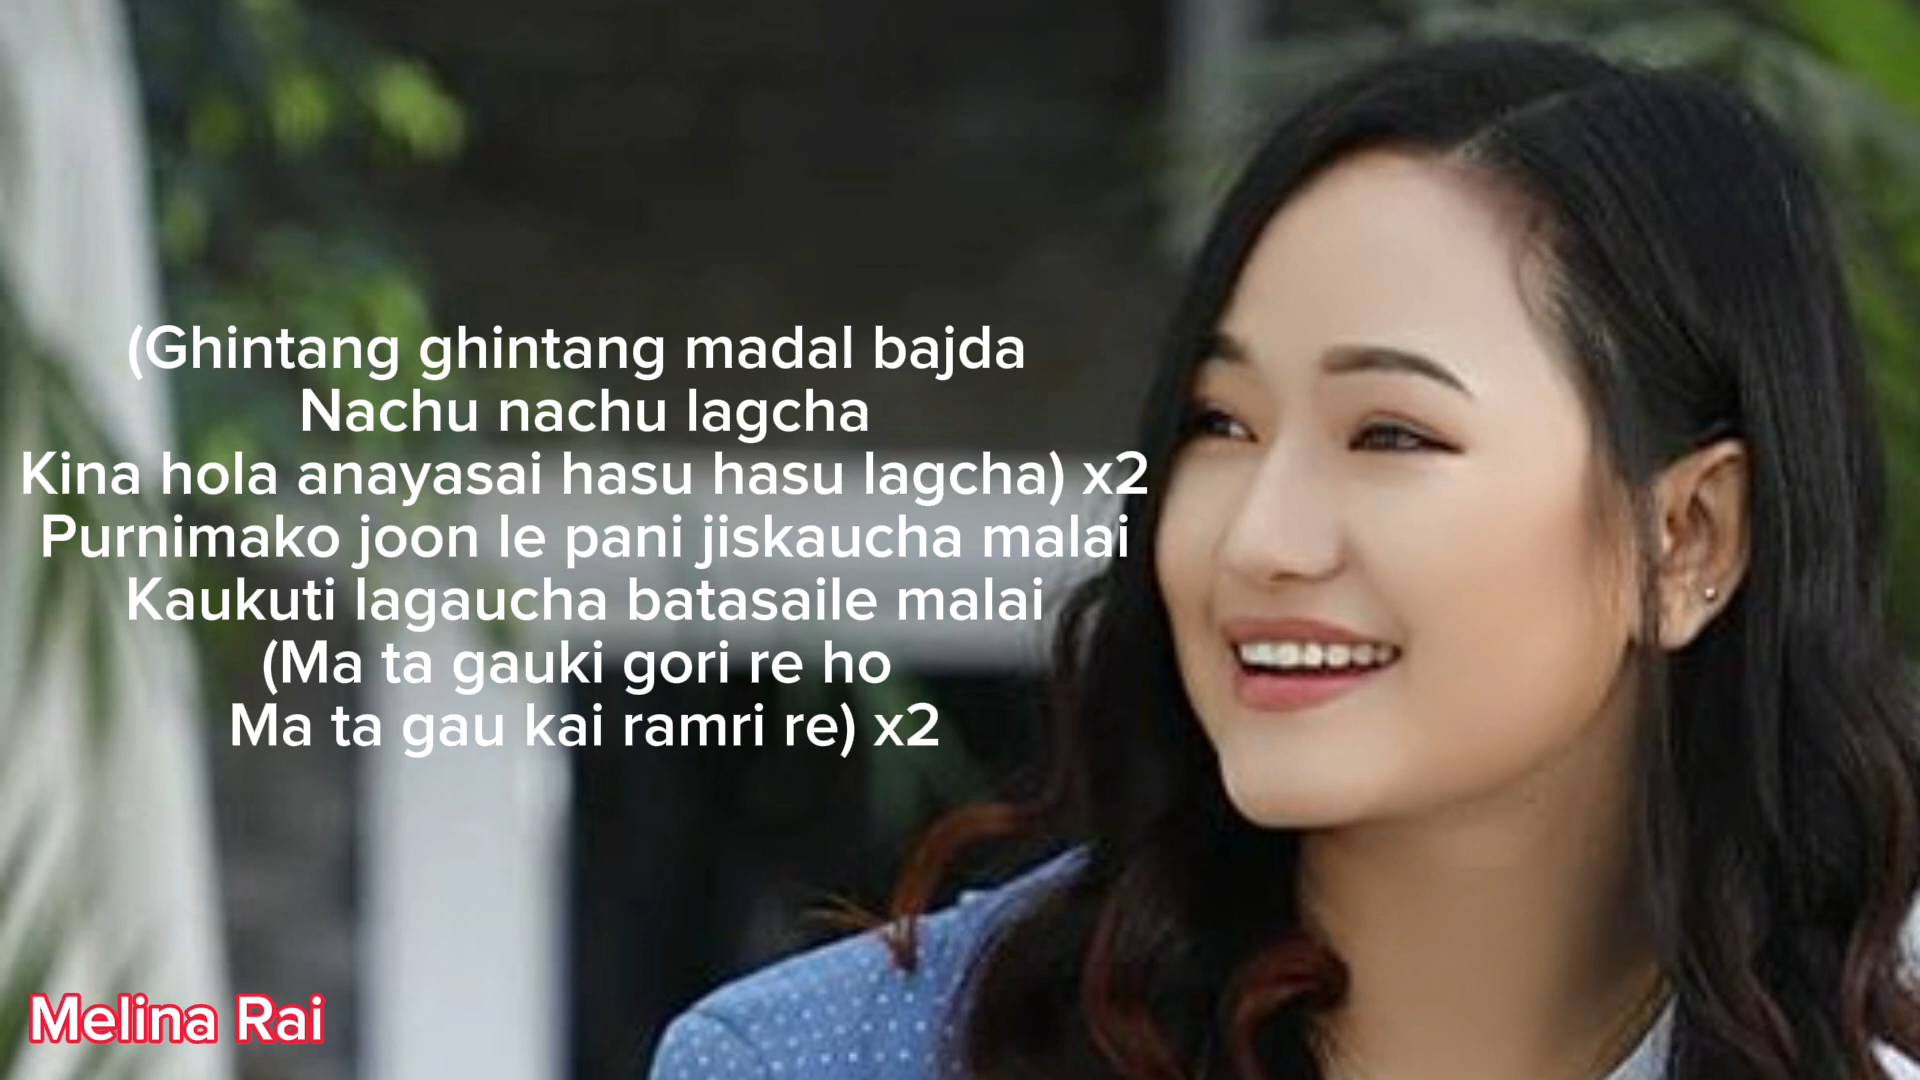 (Ghintang ghintang madal bajda
Nachu nachu lagcha
Kina hola anayasai hasu hasu lagcha) x2
Purnimako joon le pani jiskaucha malai
Kaukuti lagaucha batasaile malai
(Ma ta gauki gori re ho
Ma ta gau kai ramri re) x2
Melina Rai